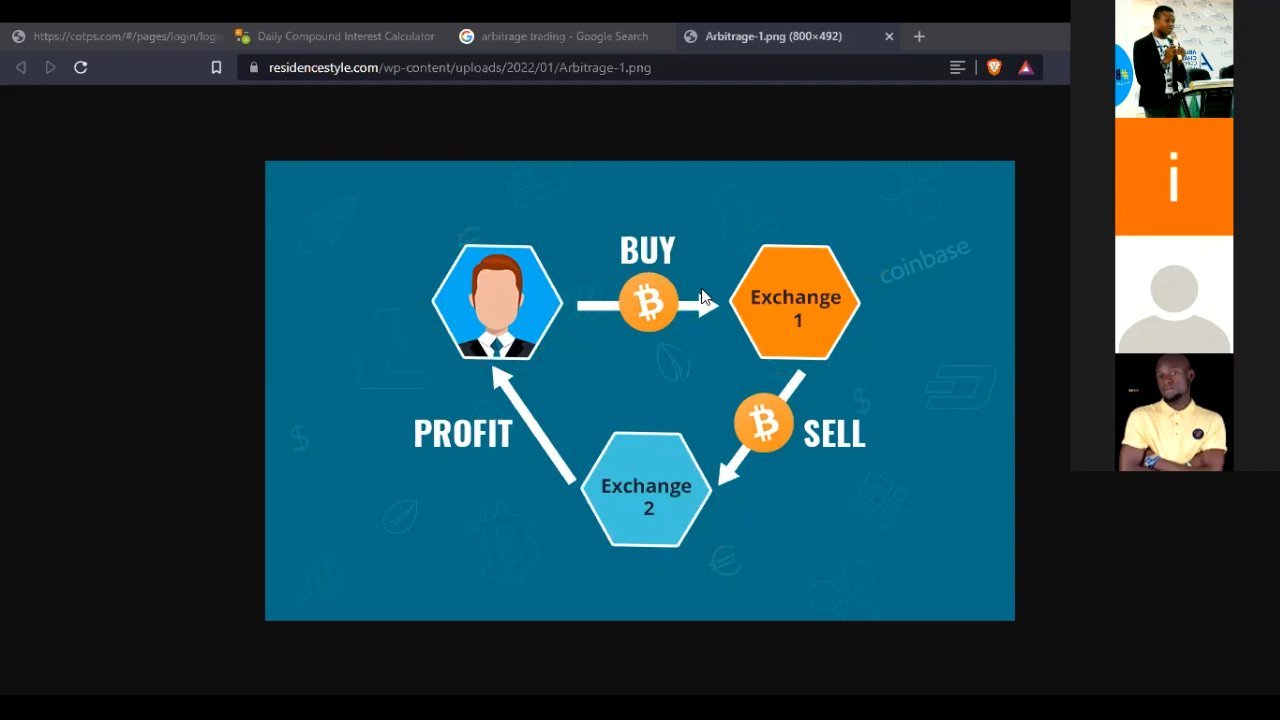 https://cotps.com/#/pages/login/log
Daily Compound Interest Calculator
arbitrage trading - Google Search
Arbitrage-1.png (800×492)
residencestyle.com/wp-content/uploads/2022/01/Arbitrage-1.png
i
BUY
coinbase
Exchange
1
PROFIT
SELL
Exchange
2